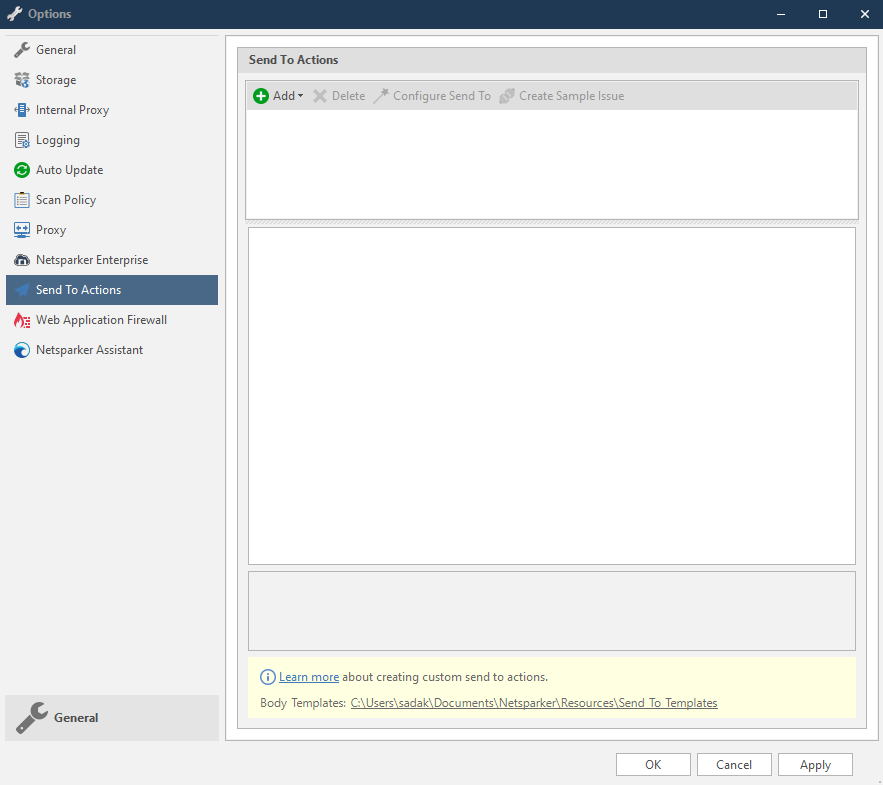 Options
General
Storage
Internal Proxy
Logging
Auto Update
Scan Policy
Proxy
Netsparker Enterprise
Send To Actions
Web Application Firewall
Netsparker Assistant
General
Send To Actions
Add Delete Configure Send To Create Sample Issue
Learn more about creating custom send to actions.
Body Templates: C:\Users\sadak\Documents\Netsparker\Resources\Send To Templates
OK Cancel Apply